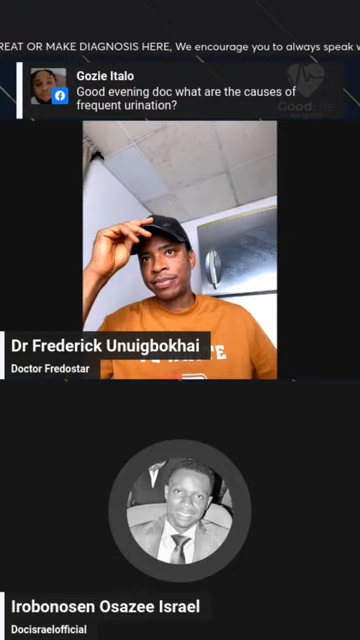 REAT OR MAKE DIAGNOSIS HERE, We encourage you to always speak w
Gozie Italo
Good evening doc what are the causes of
frequent urination?
GoodLife
Dr Frederick Unuigbokhai
Doctor Fredostar
Irobonosen Osazee Israel
Docisraelofficial